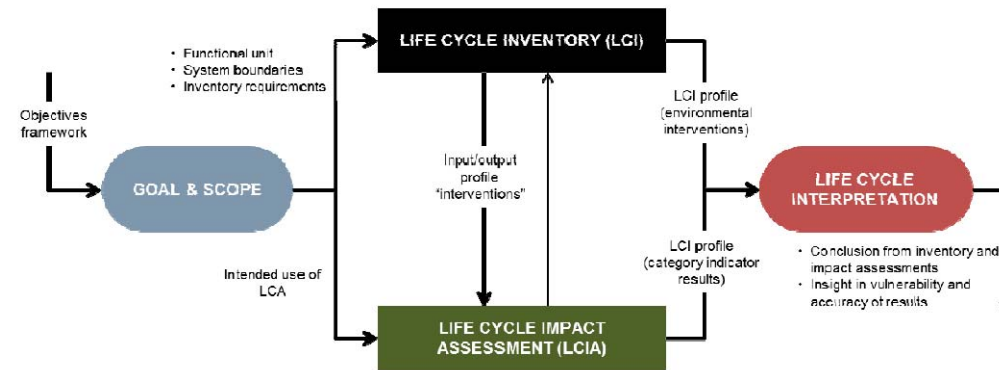 LIFE CYCLE INVENTORY (LCI)
• Functional unit
• System boundaries
• Inventory requirements
Objectives
framework
GOAL & SCOPE
Intended use of
LCA
Input/output
profile
"interventions"
LCI profile
(environmental
interventions)
LCI profile
(category indicator
results)
LIFE CYCLE
INTERPRETATION
• Conclusion from inventory and
impact assessments
• Insight in vulnerability and
accuracy of results
LIFE CYCLE IMPACT
ASSESSMENT (LCIA)